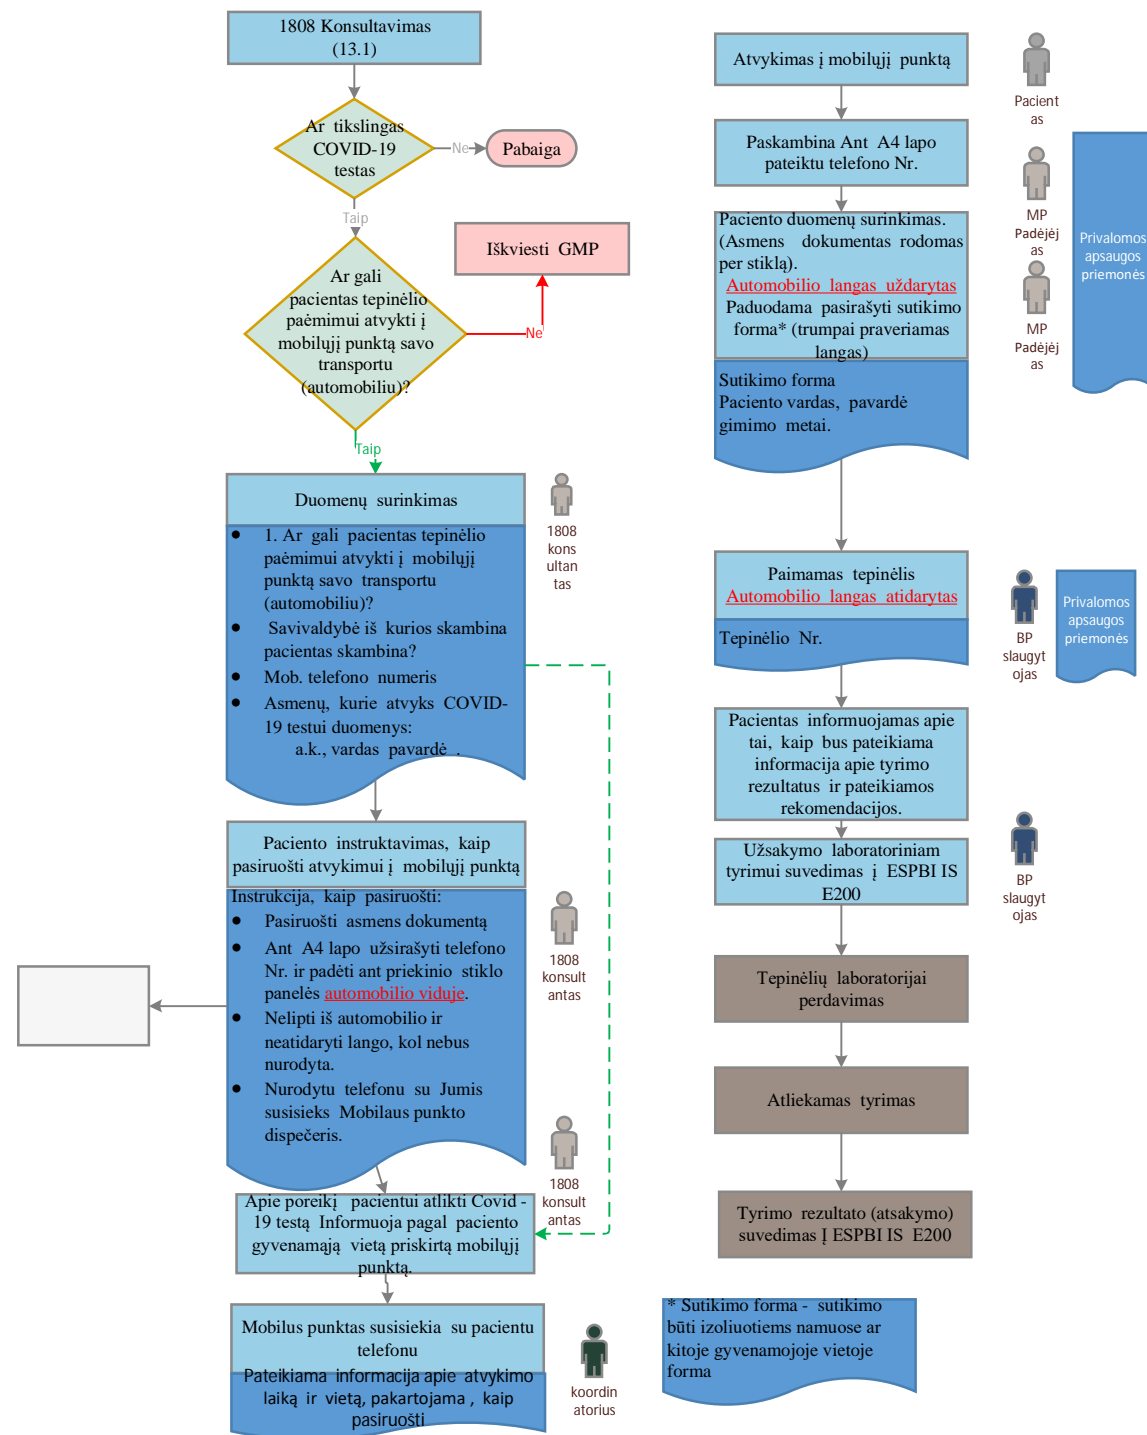 1808 Konsultavimas
(13.1)
Ar tikslingas
COVID-19
testas
Ne
Pabaiga
Taip
Iškviesti GMP
Ar gali
pacientas tepinėlio
paėmimui atvykti į
mobilųjį punktą savo
transportu
(automobiliu)?
Ne
Taip
Duomenų surinkimas
1808
kons
ultan
tas
● 1. Ar gali pacientas tepinėlio
paėmimui atvykti į mobilųjį
punktą savo transportu
(automobiliu)?
● Savivaldybė iš kurios skambina
pacientas skambina?
● Mob. telefono numeris
● Asmenų, kurie atvyks COVID-
19 testui duomenys:
a.k., vardas pavardė .
Paciento instruktavimas, kaip
pasiruošti atvykimui į mobilųjį punktą
Instrukcija, kaip pasiruošti:
● Pasiruošti asmens dokumentą
● Ant A4 lapo užsirašyti telefono
Nr. ir padėti ant priekinio stiklo
panelės automobilio viduje.
● Nelipti iš automobilio ir
neatidaryti lango, kol nebus
nurodyta.
● Nurodytu telefonu su Jumis
susisieks Mobilaus punkto
dispečeris.
1808
konsult
antas
1808
konsult
antas
Apie poreikį pacientui atlikti Covid -
19 testą Informuoja pagal paciento
gyvenamąją vietą priskirtą mobilųjį
punktą.
Mobilus punktas susisiekia su pacientu
telefonu
Pateikiama informacija apie atvykimo
laiką ir vietą, pakartojama , kaip
pasiruošti
koordin
atorius
Atvykimas į mobilųjį punktą
Pacient
as
Paskambina Ant A4 lapo
pateiktu telefono Nr.
MP
Padėjėj
as
Privalomos
apsaugos
priemonės
Paciento duomenų surinkimas.
(Asmens dokumentas rodomas
per stiklą).
Automobilio langas uždarytas
Paduodama pasirašyti sutikimo
forma* (trumpai praveriamas
langas)
MP
Padėjėj
as
Sutikimo forma
Paciento vardas, pavardė
gimimo metai.
Paimamas tepinėlis
Automobilio langas atidarytas
Tepinėlio Nr.
BP
slaugyt
ojas
Privalomos
apsaugos
priemonės
Pacientas informuojamas apie
tai, kaip bus pateikiama
informacija apie tyrimo
rezultatus ir pateikiamos
rekomendacijos.
Užsakymo laboratoriniam
tyrimui suvedimas į ESPBI IS
E200
BP
slaugyt
ojas
Tepinėlių laboratorijai
perdavimas
Atliekamas tyrimas
Tyrimo rezultato (atsakymo)
suvedimas Į ESPBI IS E200
* Sutikimo forma - sutikimo
būti izoliuotiems namuose ar
kitoje gyvenamojoje vietoje
forma